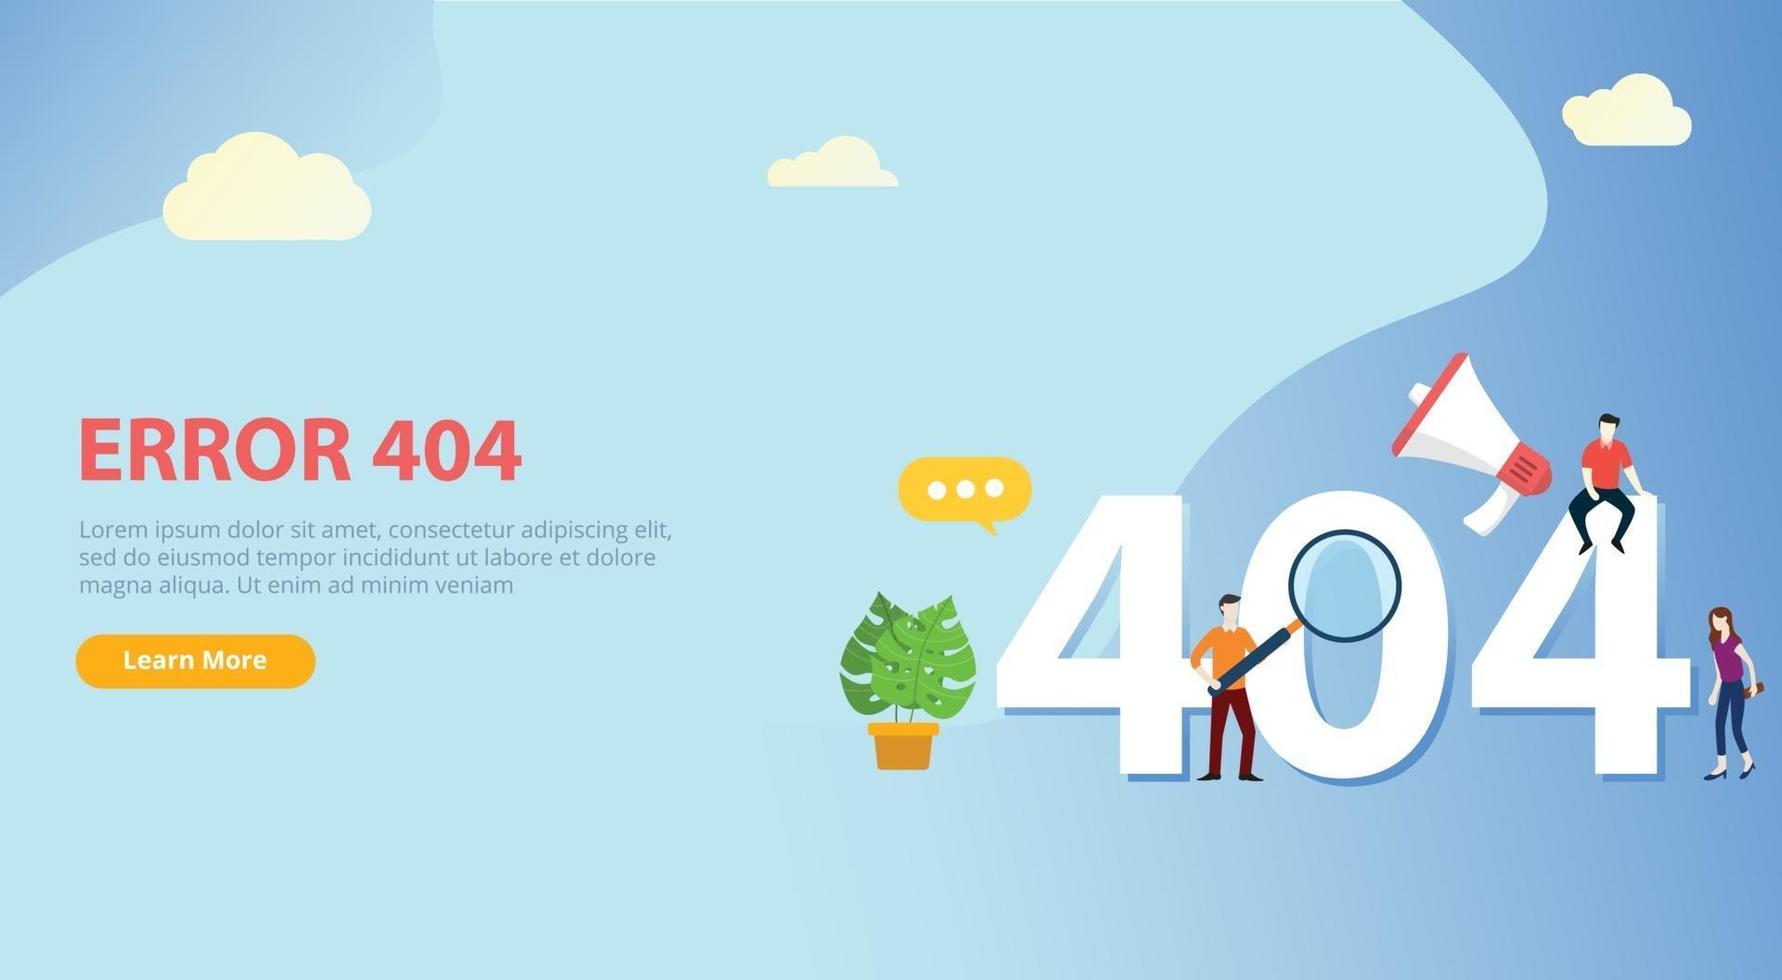 ERROR 404
Lorem ipsum dolor sit amet, consectetur adipiscing elit,
sed do eiusmod tempor incididunt ut labore et dolore
magna aliqua. Ut enim ad minim veniam
Learn More
404